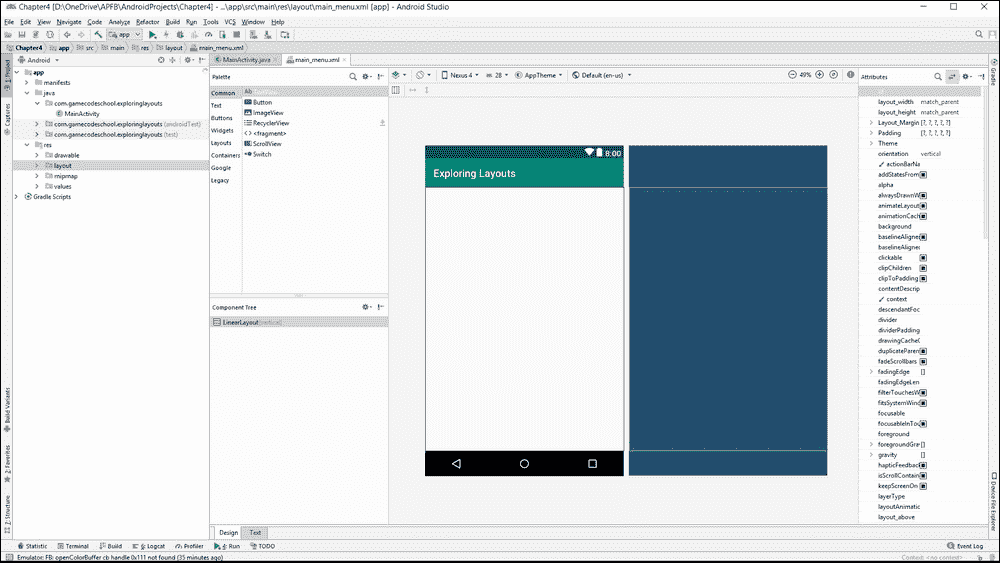 Chapter4 [D:\OneDrive\APFB\AndroidProjects\Chapter4] - ...\app\src\main\res\layout\main_menu.xml [app] - Android Studio
File Edit View Navigate Code Analyze Refactor Build Run Tools VCS Window Help
app
Chapter4 app src main res layout main_menu.xml
Android
MainActivity.java
main_menu.xml
1: Project
Captures
Build Variants
2: Favorites
7: Structure
app
manifests
java
com.gamecodeschool.exploringlayouts
MainActivity
com.gamecodeschool.exploringlayouts (androidTest)
com.gamecodeschool.exploringlayouts (test)
res
drawable
layout
mipmap
values
Gradle Scripts
Palette
Common
Text
Buttons
Widgets
Layouts
Containers
Google
Legacy
Ab
Button
ImageView
RecyclerView
<fragment>
ScrollView
Switch
Component Tree
LinearLayout(vertical)
Nexus 4 28 AppTheme Default (en-us) 49%
8:00
Exploring Layouts
Design Text
Attributes
layout_width match_parent
layout_height match_parent
Layout_Margin [?, ?, ?, ?, ?]
Padding [?, ?, ?, ?, ?]
Theme
orientation vertical
actionBarNa
addStatesFrom
alpha
alwaysDrawnW
animateLayout
animationCach
background
baselineAligned
baselineAligned
clickable
clipChildren
clipToPadding
contentDescrip
context
descendantFoc
divider
dividerPadding
drawingCacheQ
duplicateParen
fadeScrollbars
fadingEdge []
fadingEdgeLen
filterTouchesW
fitsSystemWind
focusable
focusableInTou
foreground
foregroundGrav []
gravity []
hapticFeedback
isScrollContain
keepScreenOn
layerType
layoutAnimatic
layout_above
Gradle
Device File Explorer
Statistic Terminal Build 6: Logcat Profiler 4: Run TODO
Event Log
Emulator: FB: openColorBuffer cb handle 0x111 not found (35 minutes ago)
Context: <no context>